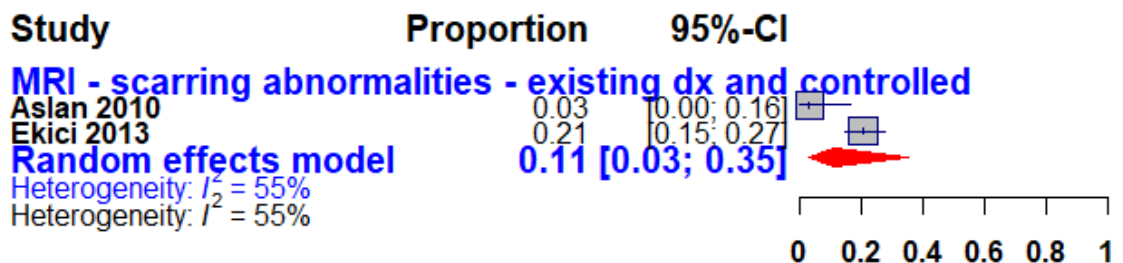 Study Proportion 95%-CI
MRI - scarring abnormalities - existing dx and controlled
Aslan 2010 0.03 [0.00; 0.16]
Ekici 2013 0.21 [0.15; 0.27]
Random effects model 0.11 [0.03; 0.35]
Heterogeneity: I² = 55%
Heterogeneity: I² = 55%
0 0.2 0.4 0.6 0.8 1